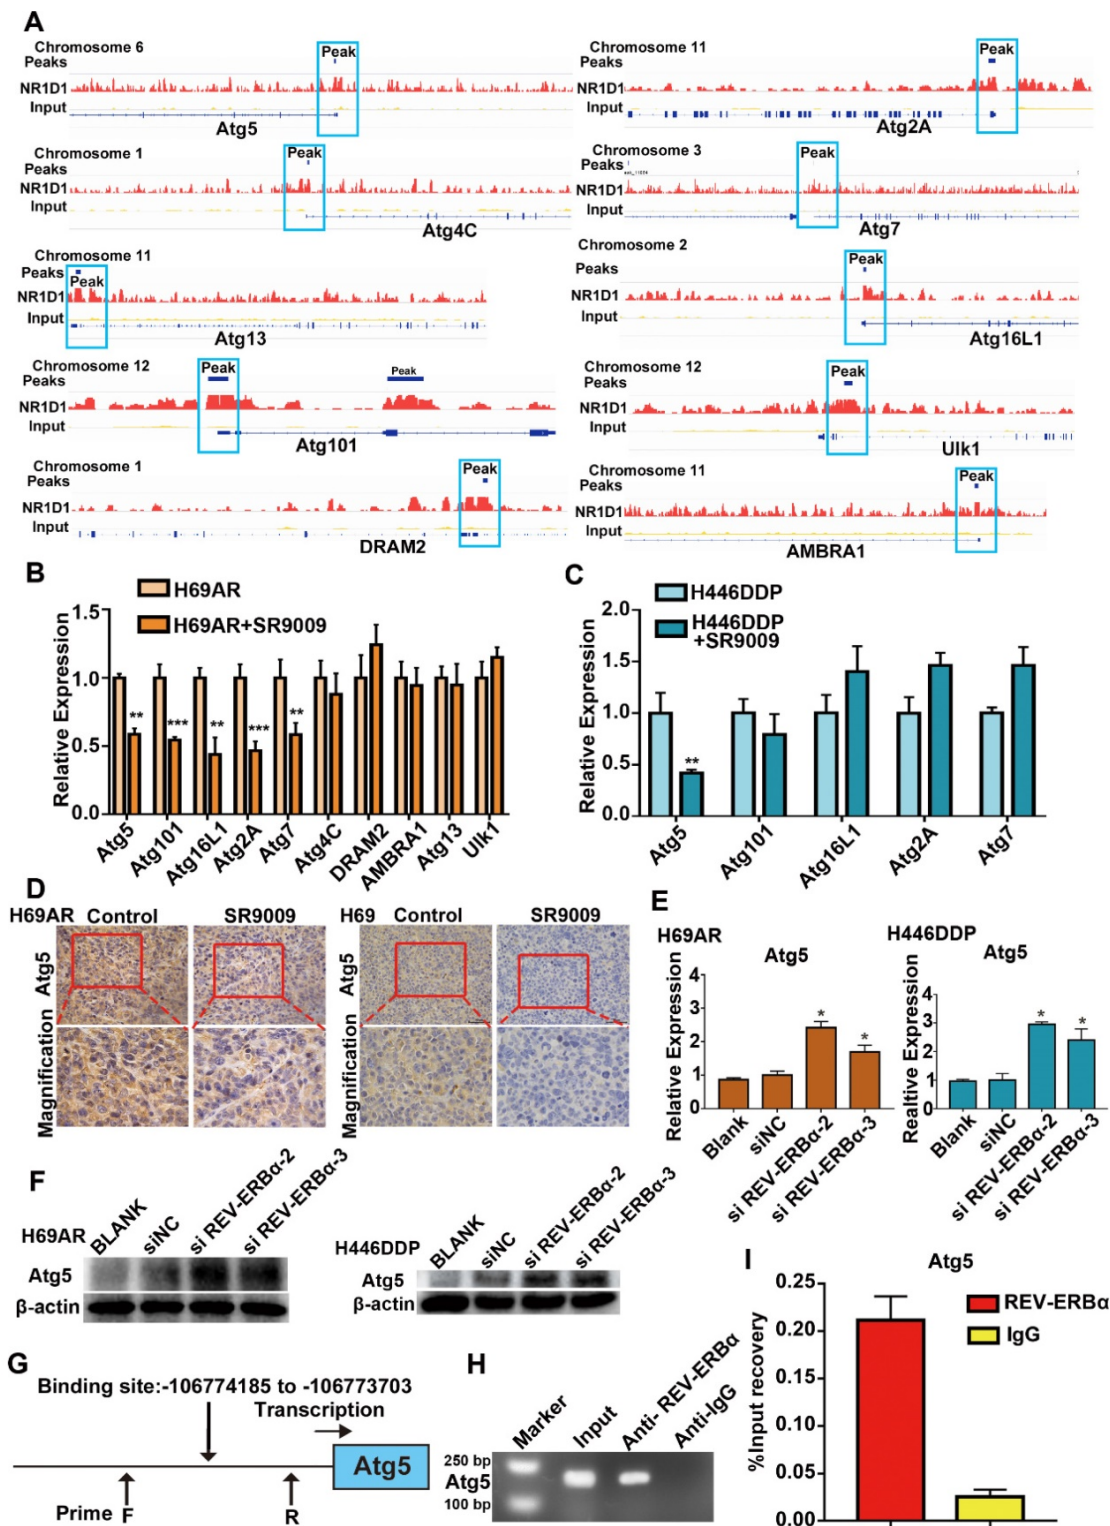 A
Chromosome 6
Peaks
Peak
NR1D1
Input
Atg5
Chromosome 11
Peaks
Peak
NR1D1
Input
Atg2A
Chromosome 1
Peaks
Peak
NR1D1
Input
Atg4C
Chromosome 3
Peaks
Peak
NR1D1
Input
Atg7
Chromosome 11
Peaks
Peak
NR1D1
Input
Atg13
Chromosome 2
Peaks
Peak
NR1D1
Input
Atg16L1
Chromosome 12
Peaks
Peak
Peak
NR1D1
Input
Atg101
Chromosome 12
Peaks
Peak
NR1D1
Input
Ulk1
Chromosome 1
Peaks
Peak
NR1D1
Input
DRAM2
Chromosome 11
Peaks
Peak
NR1D1
Input
AMBRA1
B
H69AR
H69AR+SR9009
Relative Expression
1.5
1.0
0.5
0.0
** *** ** *** **
Atg5 Atg101 Atg16L1 Atg2A Atg7 Atg4C DRAM2 AMBRA1 Atg13 Ulk1
C
H446DDP
H446DDP
+SR9009
Relative Expression
2.0
1.5
1.0
0.5
0.0
**
Atg5 Atg101 Atg16L1 Atg2A Atg7
D
H69AR Control SR9009
H69 Control SR9009
Atg5
Magnification
Atg5
Magnification
E
H69AR
Atg5
Relative Expression
4
3
2
1
0
* *
Blank siNC si REV-ERBα-2 si REV-ERBα-3
H446DDP
Atg5
Realtive Expression
4
3
2
1
0
* *
Blank siNC si REV-ERBα-2 si REV-ERBα-3
F
H69AR
BLANK siNC si REV-ERBα-2 si REV-ERBα-3
Atg5
β-actin
H446DDP
BLANK siNC si REV-ERBα-2 si REV-ERBα-3
Atg5
β-actin
G
Binding site:-106774185 to -106773703
Transcription
Atg5
Prime F R
H
Marker Input Anti- REV-ERBα Anti-IgG
250 bp
Atg5
100 bp
I
Atg5
REV-ERBα
IgG
%Input recovery
0.25
0.20
0.15
0.10
0.05
0.00